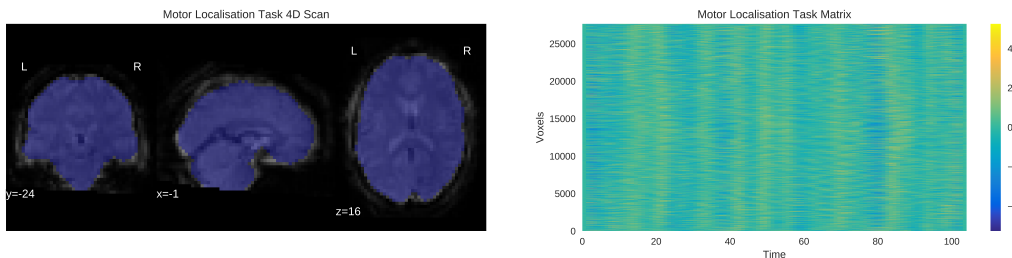 Motor Localisation Task 4D Scan
L R
L R
y=-24
x=-1
z=16
Motor Localisation Task Matrix
Voxels
25000
20000
15000
10000
5000
0
0 20 40 60 80 100
Time
4
2
0
−
−